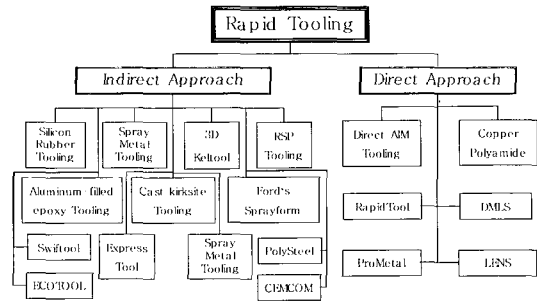 Rapid Tooling
Indirect Approach
Direct Approach
Silicon
Rubber
Tooling
Spray
Metal
Tooling
3D
Keltool
RSP
Tooling
Direct AIM
Tooling
Copper
Polyamide
Aluminum-filled
epoxy Tooling
Cast kirksite
Tooling
Ford's
Sprayform
RapidTool
DMLS
Swiftool
Express
Tool
Spray
Metal
Tooling
PolySteel
ProMetal
LENS
ECOTOOL
CEMCOM